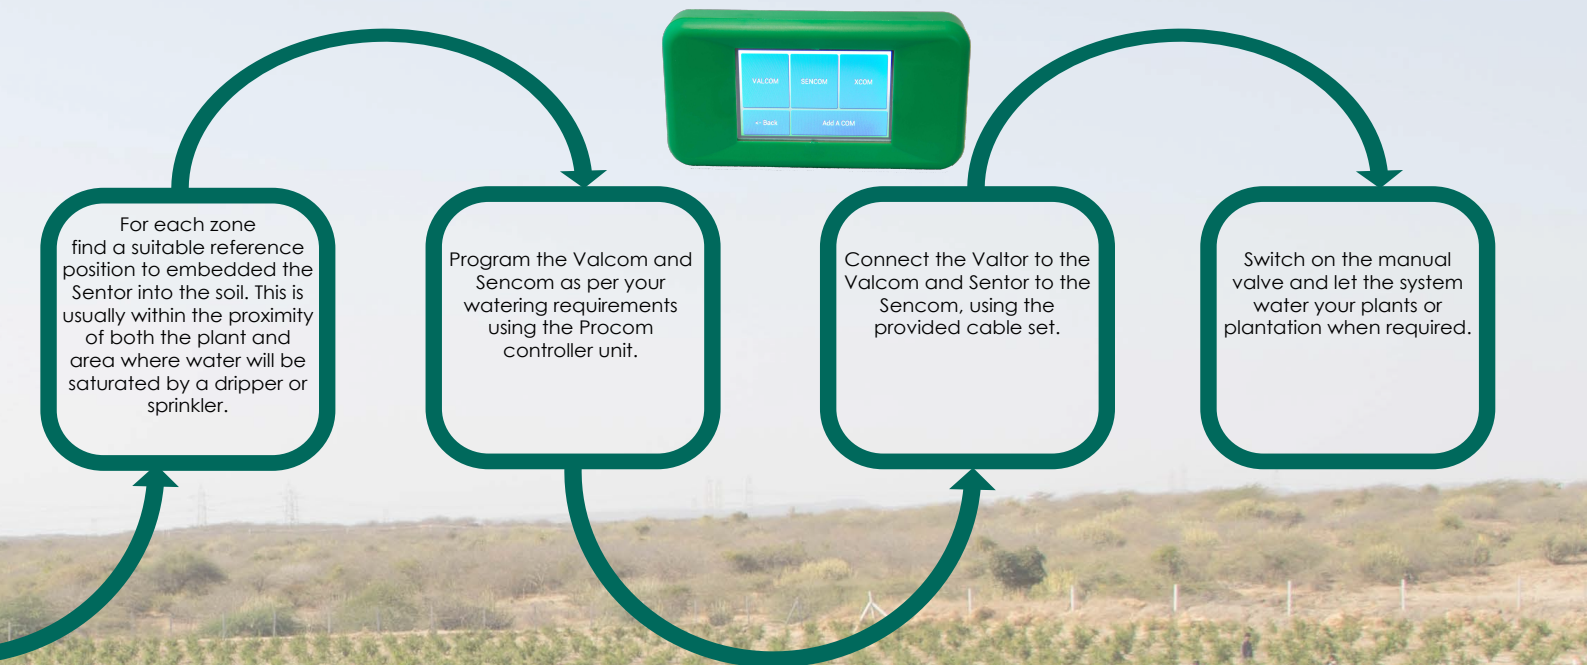 VALCOM
SENCOM
XCOM
<- Back
Add A COM
For each zone
find a suitable reference
position to embedded the
Sentor into the soil. This is
usually within the proximity
of both the plant and
area where water will be
saturated by a dripper or
sprinkler.
Program the Valcom and
Sencom as per your
watering requirements
using the Procom
controller unit.
Connect the Valtor to the
Valcom and Sentor to the
Sencom, using the
provided cable set.
Switch on the manual
valve and let the system
water your plants or
plantation when required.